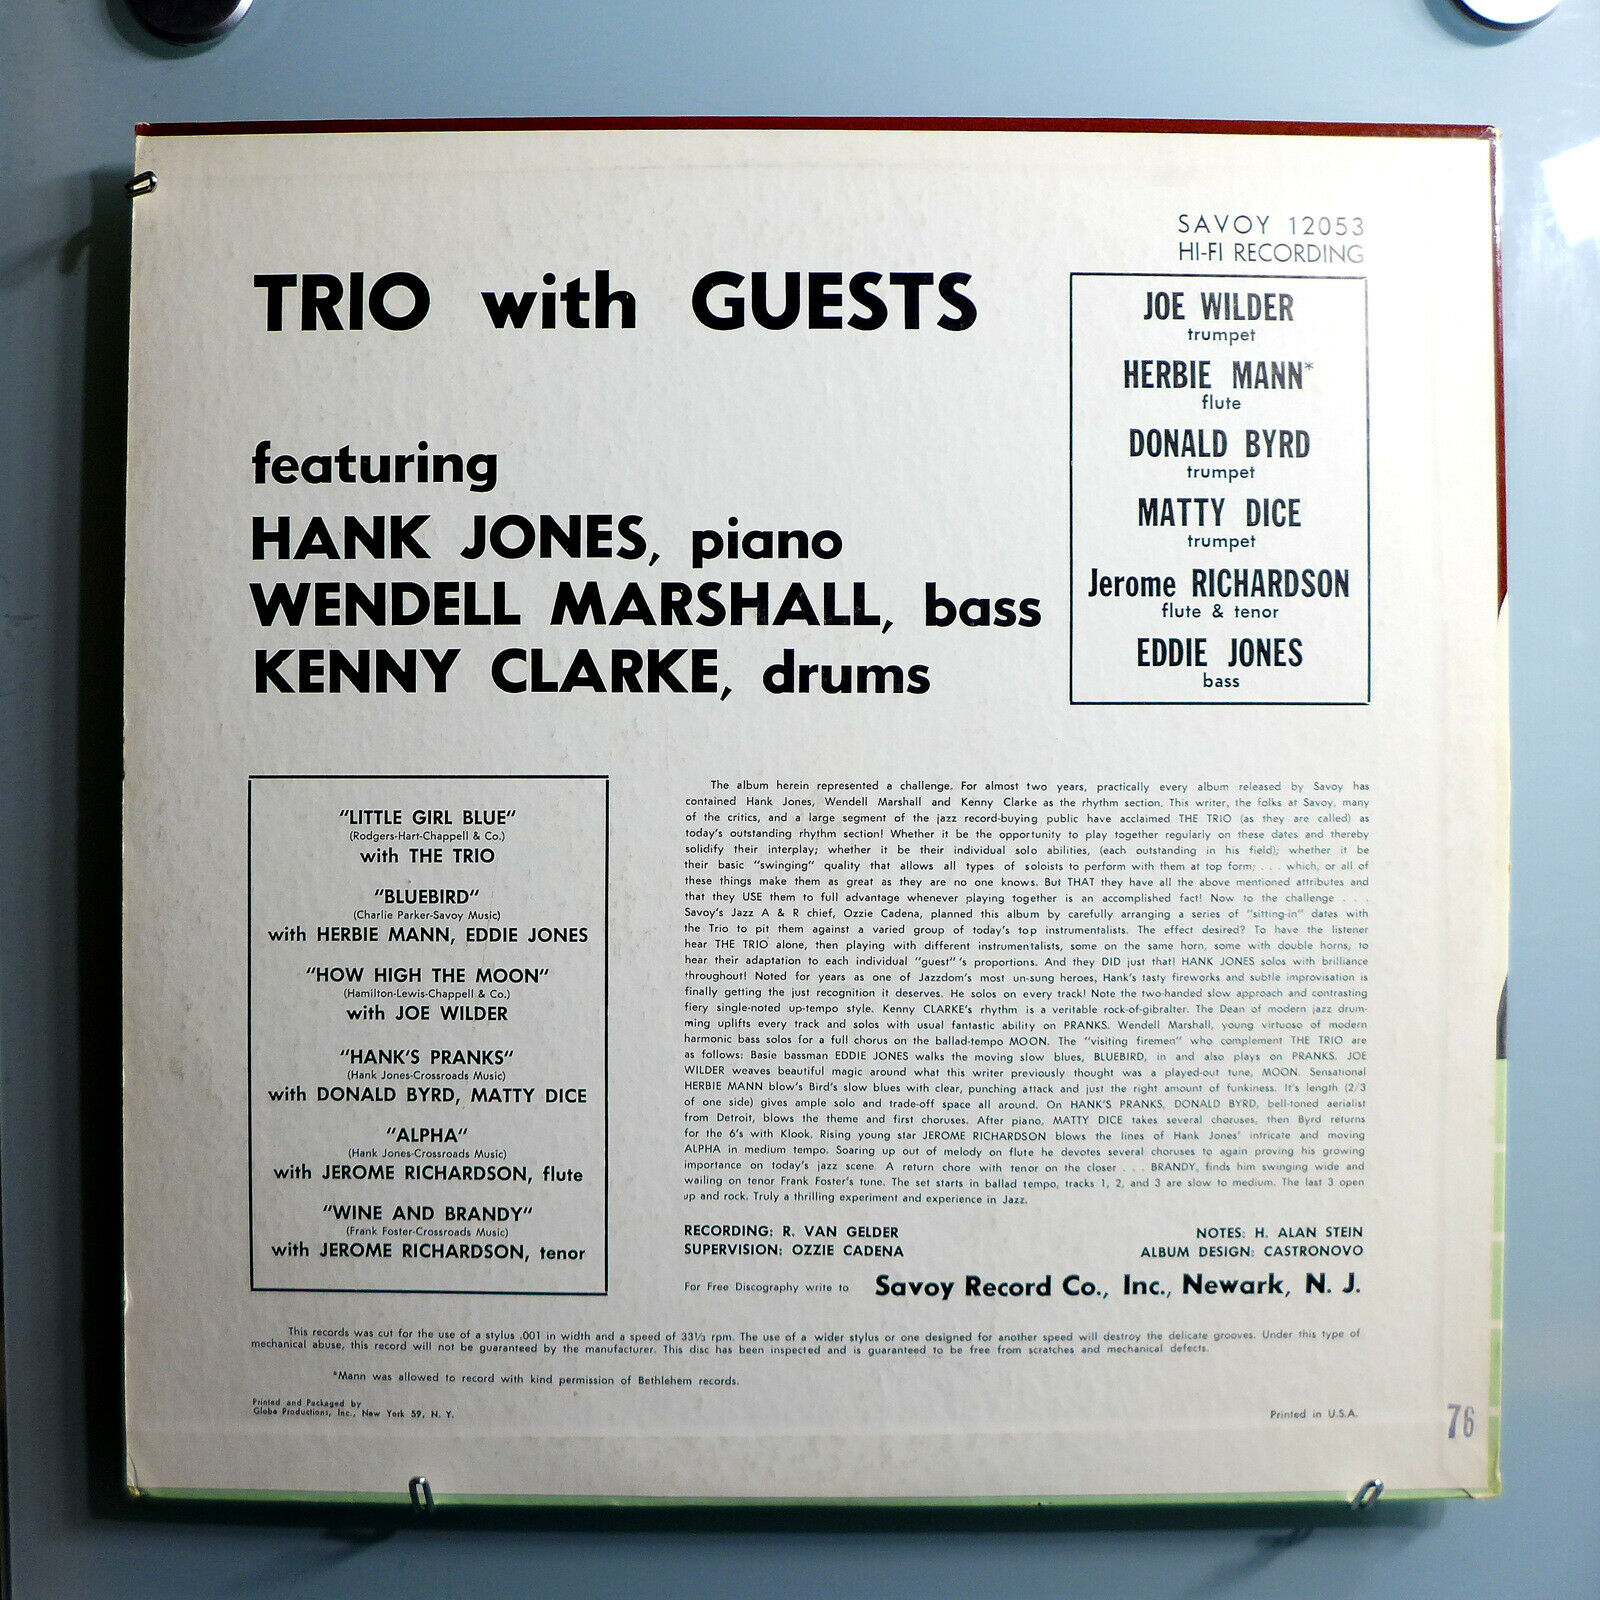 SAVOY 12053
HI-FI RECORDING
TRIO with GUESTS
featuring
HANK JONES, piano
WENDELL MARSHALL, bass
KENNY CLARKE, drums
JOE WILDER
trumpet
HERBIE MANN*
flute
DONALD BYRD
trumpet
MATTY DICE
trumpet
Jerome RICHARDSON
flute & tenor
EDDIE JONES
bass
"LITTLE GIRL BLUE"
(Rodgers-Hart-Chappell & Co.)
with THE TRIO
"BLUEBIRD"
(Charlie Parker-Savoy Music)
with HERBIE MANN, EDDIE JONES
"HOW HIGH THE MOON"
(Hamilton-Lewis-Chappell & Co.)
with JOE WILDER
"HANK'S PRANKS"
(Hank Jones-Crossroads Music)
with DONALD BYRD, MATTY DICE
"ALPHA"
(Hank Jones-Crossroads Music)
with JEROME RICHARDSON, flute
"WINE AND BRANDY"
(Frank Foster-Crossroads Music)
with JEROME RICHARDSON, tenor
The album herein represented a challenge. For almost two years, practically every album released by Savoy has
contained Hank Jones, Wendell Marshall and Kenny Clarke as the rhythm section. This writer, the folks at Savoy, many
of the critics, and a large segment of the jazz record-buying public have acclaimed THE TRIO (as they are called) as
today's outstanding rhythm section! Whether it be the opportunity to play together regularly on these dates and thereby
solidify their interplay; whether it be their individual solo abilities, (each outstanding in his field); whether it be
their basic "swinging" quality that allows all types of soloists to perform with them at top form; . . . which, or all of
these things make them as great as they are no one knows. But THAT they have all the above mentioned attributes and
that they USE them to full advantage whenever playing together is an accomplished fact! Now to the challenge . . .
Savoy's Jazz A & R chief, Ozzie Cadena, planned this album by carefully arranging a series of "sitting-in" dates with
the Trio to pit them against a varied group of today's top instrumentalists. The effect desired? To have the listener
hear THE TRIO alone, then playing with different instrumentalists, some on the same horn, some with double horns, to
hear their adaptation to each individual "guest" 's proportions. And they DID just that! HANK JONES solos with brilliance
throughout! Noted for years as one of Jazzdom's most un-sung heroes, Hank's tasty fireworks and subtle improvisation is
finally getting the just recognition it deserves. He solos on every track! Note the two-handed slow approach and contrasting
fiery single-noted up-tempo style. Kenny CLARKE's rhythm is a veritable rock-of-gibralter. The Dean of modern jazz drum-
ming uplifts every track and solos with usual fantastic ability on PRANKS. Wendell Marshall, young virtuoso of modern
harmonic bass solos for a full chorus on the ballad-tempo MOON. The "visiting firemen" who complement THE TRIO are
as follows: Basie bassman EDDIE JONES walks the moving slow blues, BLUEBIRD, in and also plays on PRANKS. JOE
WILDER weaves beautiful magic around what this writer previously thought was a played-out tune, MOON. Sensational
HERBIE MANN blow's Bird's slow blues with clear, punching attack and just the right amount of funkiness. It's length (2/3
of one side) gives ample solo and trade-off space all around. On HANK'S PRANKS, DONALD BYRD, bell-toned aerialist
from Detroit, blows the theme and first choruses. After piano, MATTY DICE takes several choruses, then Byrd returns
for the 6's with Klook. Rising young star JEROME RICHARDSON blows the lines of Hank Jones' intricate and moving
ALPHA in medium tempo. Soaring up out of melody on flute he devotes several choruses to again proving his growing
importance on today's jazz scene. A return chore with tenor on the closer . . . BRANDY, finds him swinging wide and
wailing on tenor Frank Foster's tune. The set starts in ballad tempo, tracks 1, 2, and 3 are slow to medium. The last 3 open
up and rock. Truly a thrilling experiment and experience in Jazz.
RECORDING: R. VAN GELDER
SUPERVISION: OZZIE CADENA
NOTES: H. ALAN STEIN
ALBUM DESIGN: CASTRONOVO
For Free Discography write to Savoy Record Co., Inc., Newark, N. J.
This records was cut for the use of a stylus .001 in width and a speed of 33⅓ rpm. The use of a wider stylus or one designed for another speed will destroy the delicate grooves. Under this type of
mechanical abuse, this record will not be guaranteed by the manufacturer. This disc has been inspected and is guaranteed to be free from scratches and mechanical defects.
*Mann was allowed to record with kind permission of Bethlehem records.
Printed and Packaged by
Globe Productions, Inc., New York 59, N. Y.
Printed in U.S.A.
76